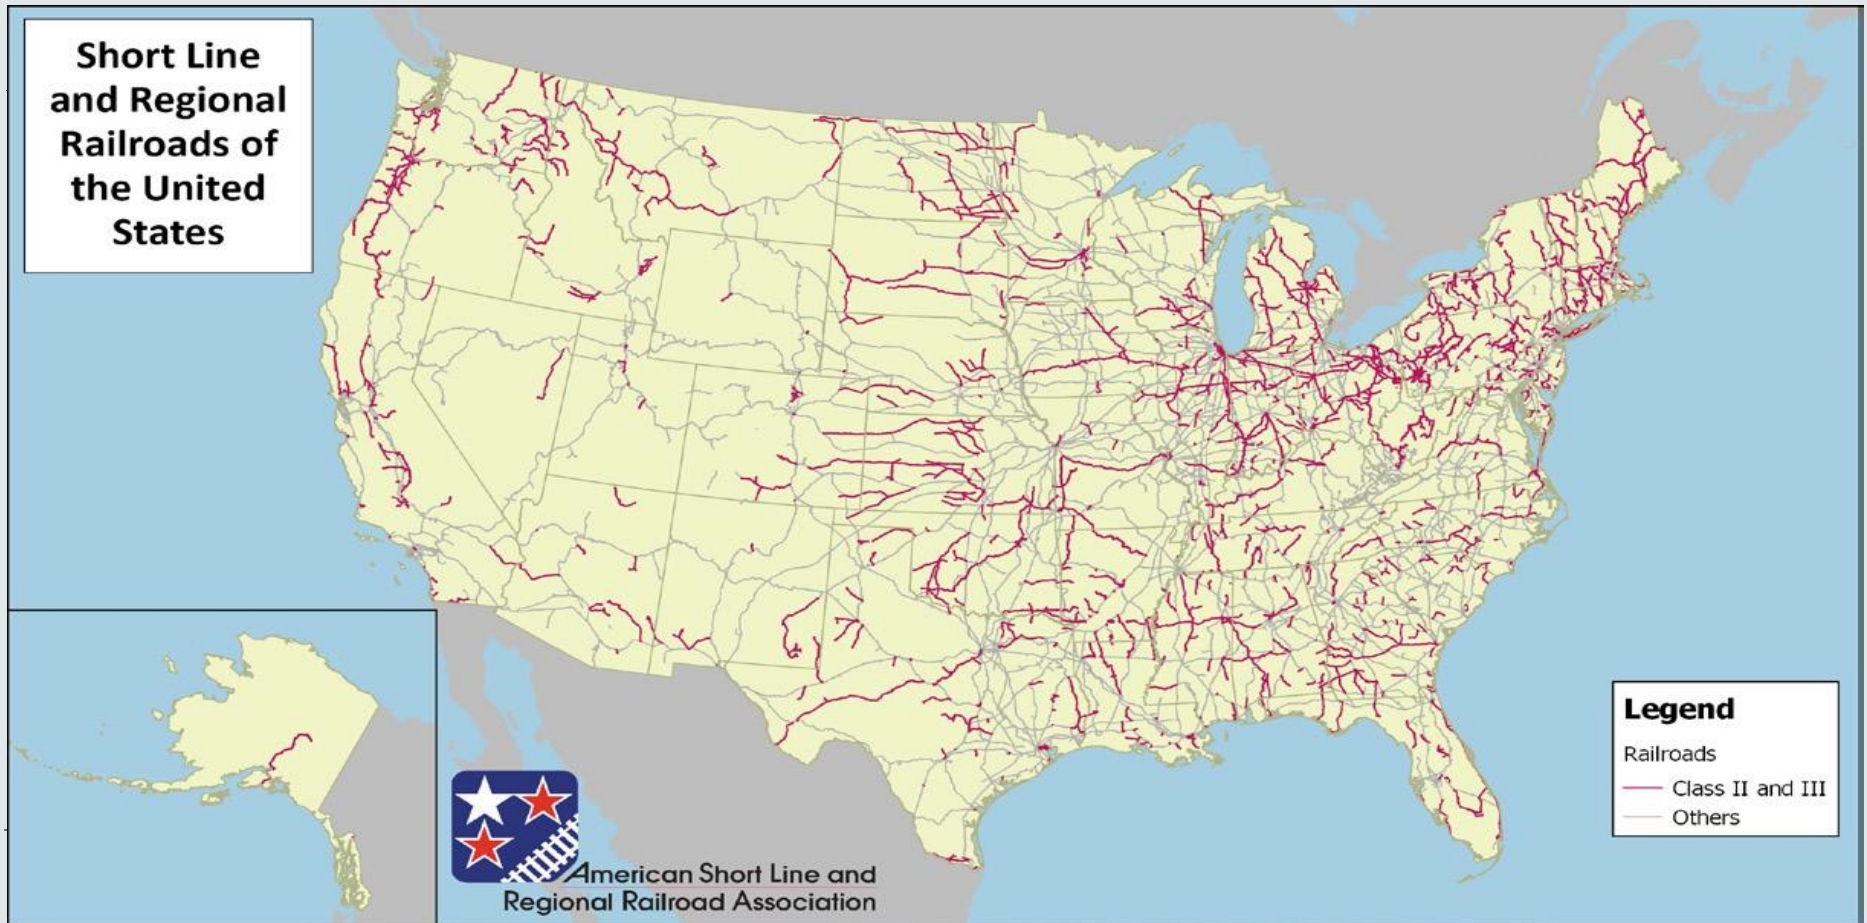 Short Line
and Regional
Railroads of
the United
States
Legend
Railroads
Class II and III
Others
American Short Line and
Regional Railroad Association